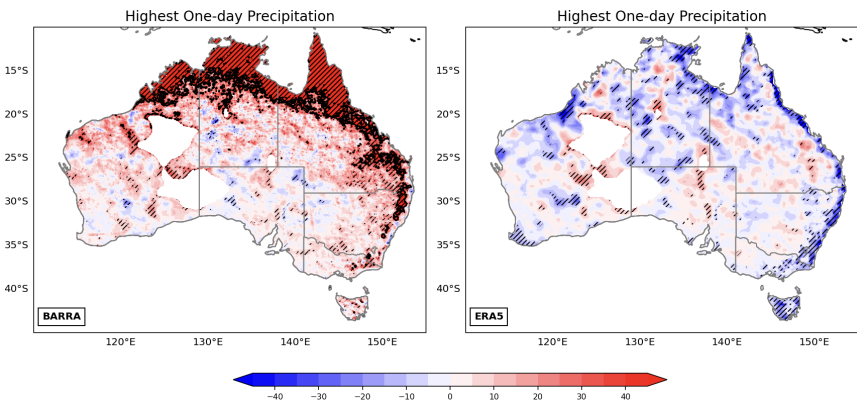 Highest One-day Precipitation
Highest One-day Precipitation
15°S
20°S
25°S
30°S
35°S
40°S
BARRA
120°E
130°E
140°E
150°E
15°S
20°S
25°S
30°S
35°S
40°S
ERA5
120°E
130°E
140°E
150°E
−40
−30
−20
−10
0
10
20
30
40